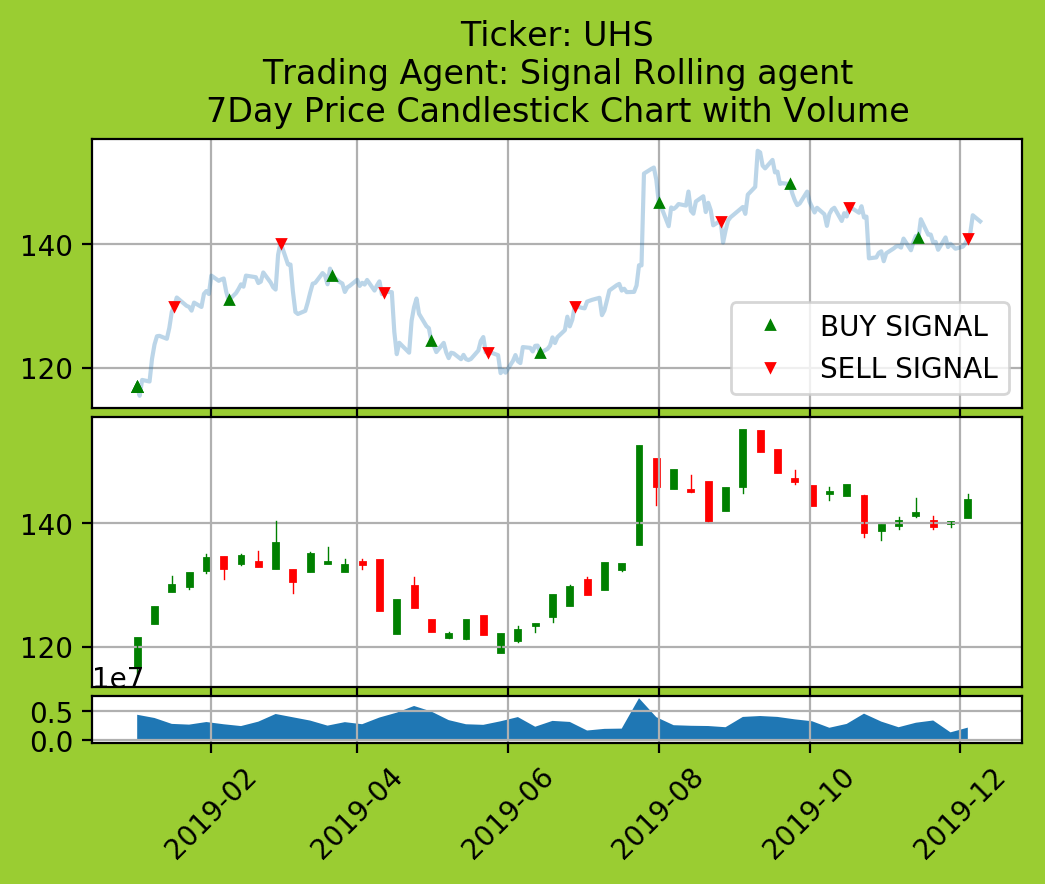 Ticker: UHS
Trading Agent: Signal Rolling agent
7Day Price Candlestick Chart with Volume
140
120
BUY SIGNAL
SELL SIGNAL
140
120
1e7
0.5
0.0
2019-02
2019-04
2019-06
2019-08
2019-10
2019-12